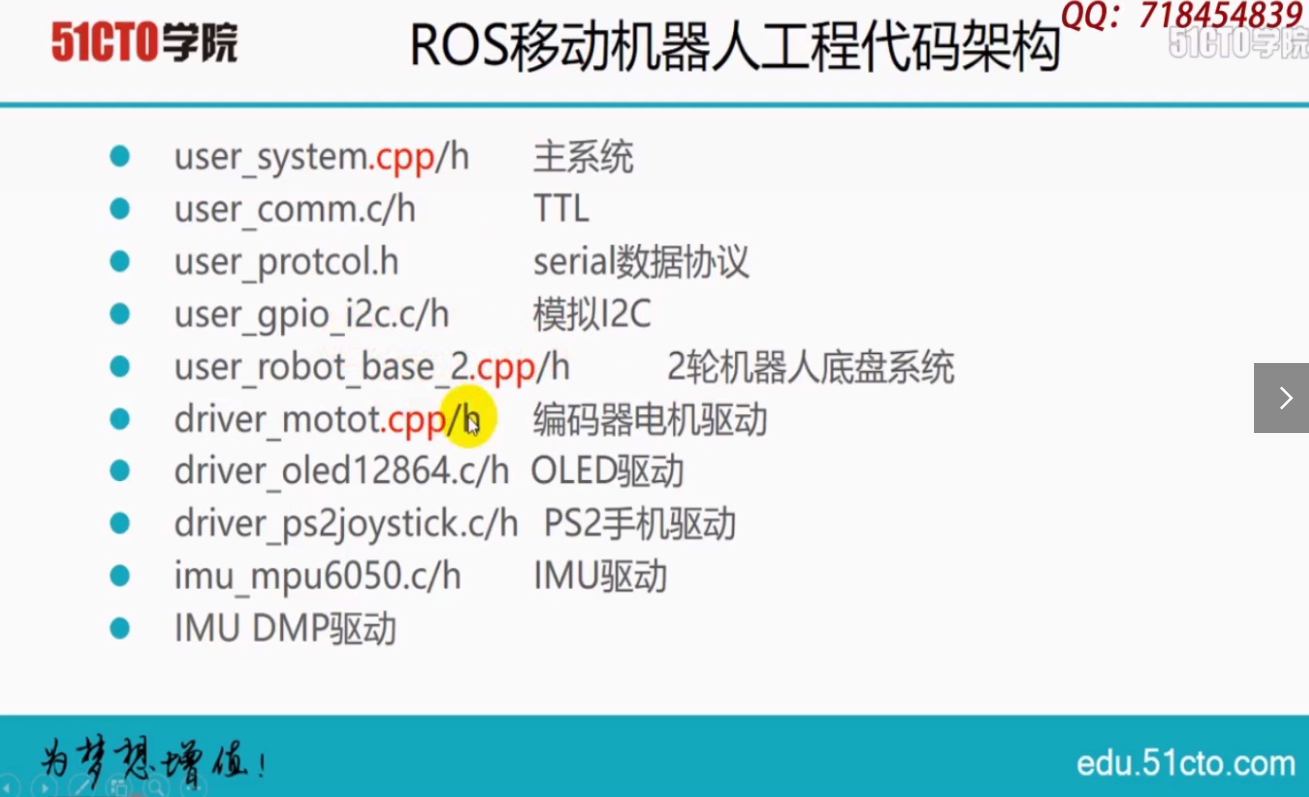 QQ：718454839
51CTO学院
ROS移动机器人工程代码架构
51CTO学院
user_system.cpp/h 主系统
user_comm.c/h TTL
user_protcol.h serial数据协议
user_gpio_i2c.c/h 模拟I2C
user_robot_base_2.cpp/h 2轮机器人底盘系统
driver_motot.cpp/h 编码器电机驱动
driver_oled12864.c/h OLED驱动
driver_ps2joystick.c/h PS2手机驱动
imu_mpu6050.c/h IMU驱动
IMU DMP驱动
为梦想增值！
edu.51cto.com